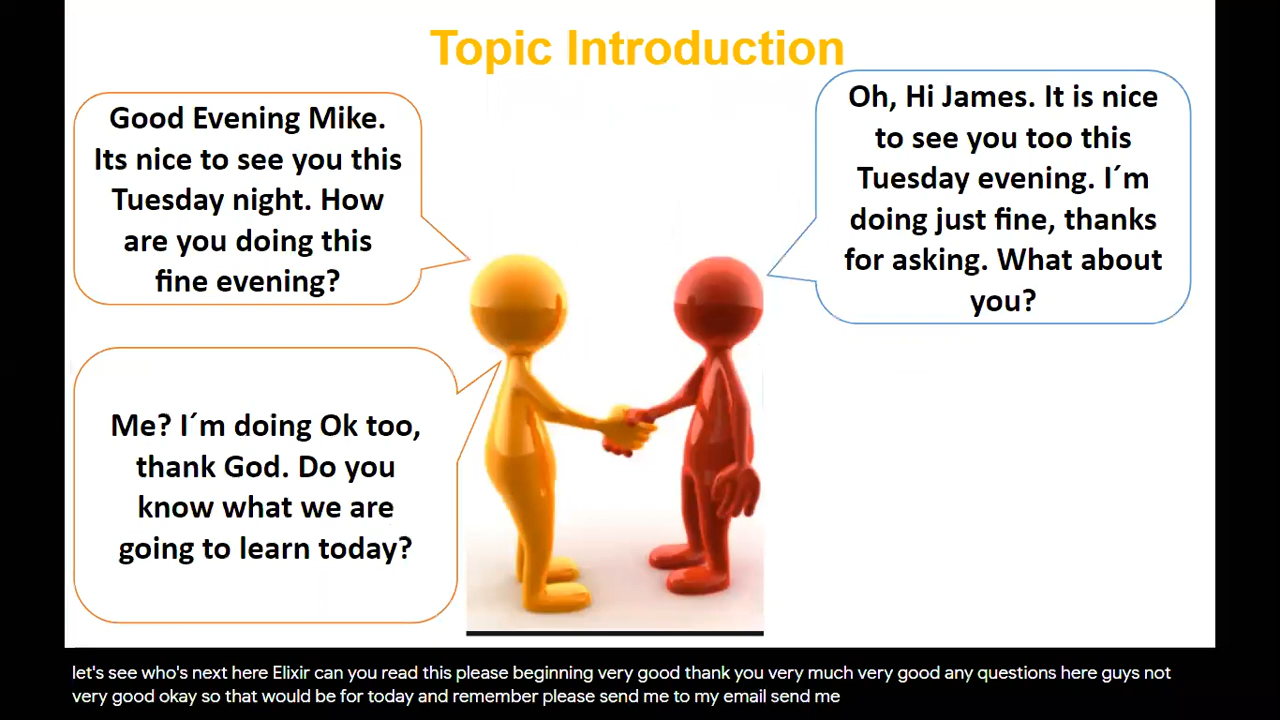 Topic Introduction
Good Evening Mike.
Its nice to see you this
Tuesday night. How
are you doing this
fine evening?
Oh, Hi James. It is nice
to see you too this
Tuesday evening. I´m
doing just fine, thanks
for asking. What about
you?
Me? I´m doing Ok too,
thank God. Do you
know what we are
going to learn today?
let's see who's next here Elixir can you read this please beginning very good thank you very much very good any questions here guys not
very good okay so that would be for today and remember please send me to my email send me